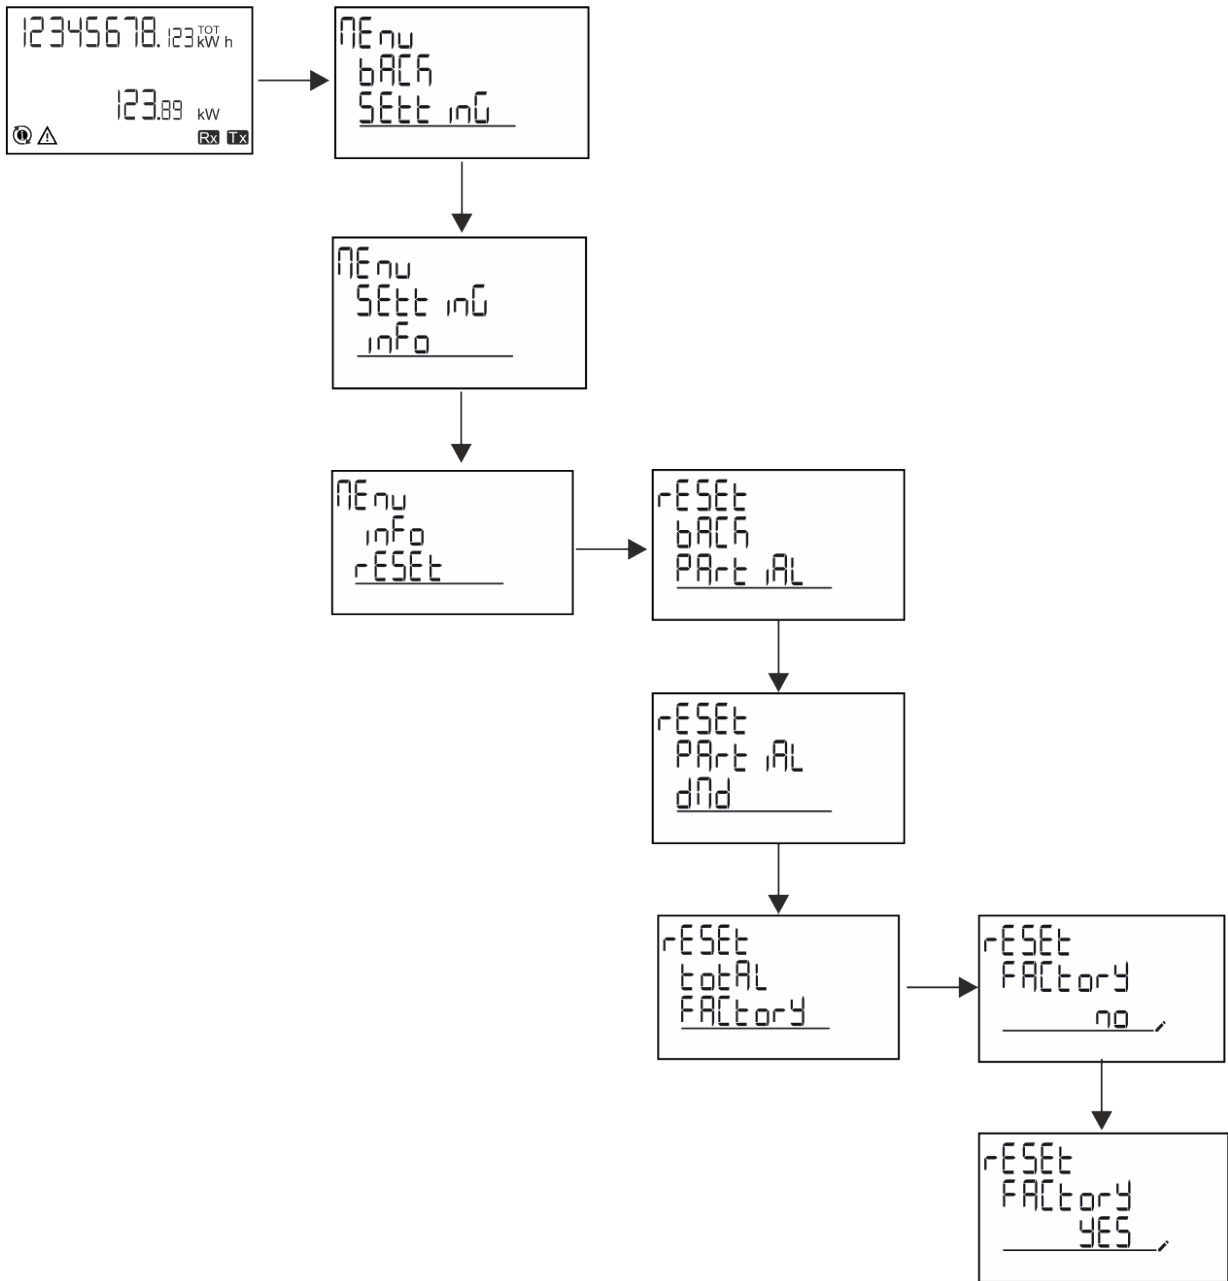 12345678.123 TOT kWh
123.89 kW
Rx Tx
MEnu
bACk
SEttinG
MEnu
SEttinG
inFo
MEnu
inFo
rESEt
rESEt
bACk
PArtiAL
rESEt
PArtiAL
dMd
rESEt
totAL
FACtorY
rESEt
FACtorY
no
rESEt
FACtorY
YES